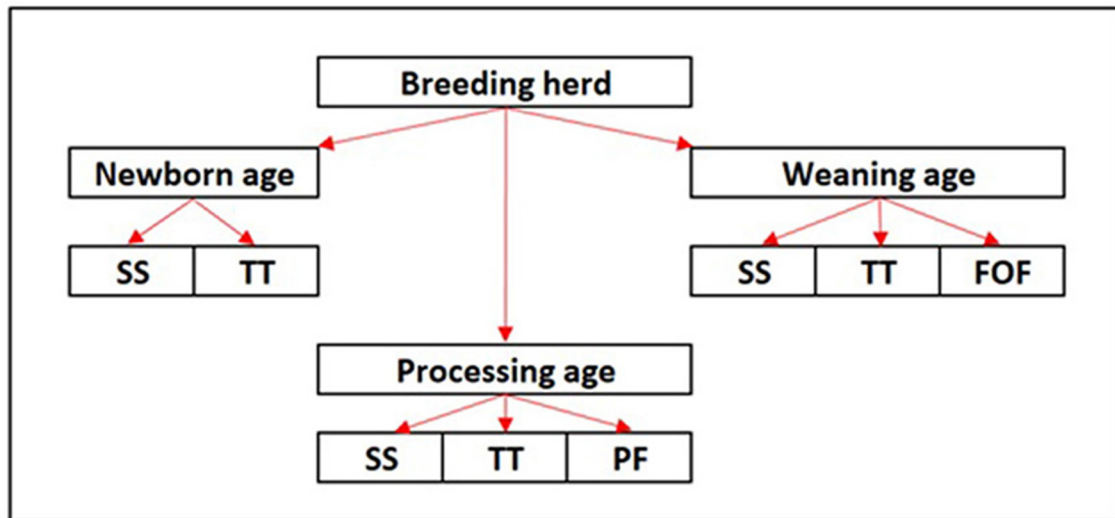 Breeding herd
Newborn age
Weaning age
SS TT
SS TT FOF
Processing age
SS TT PF